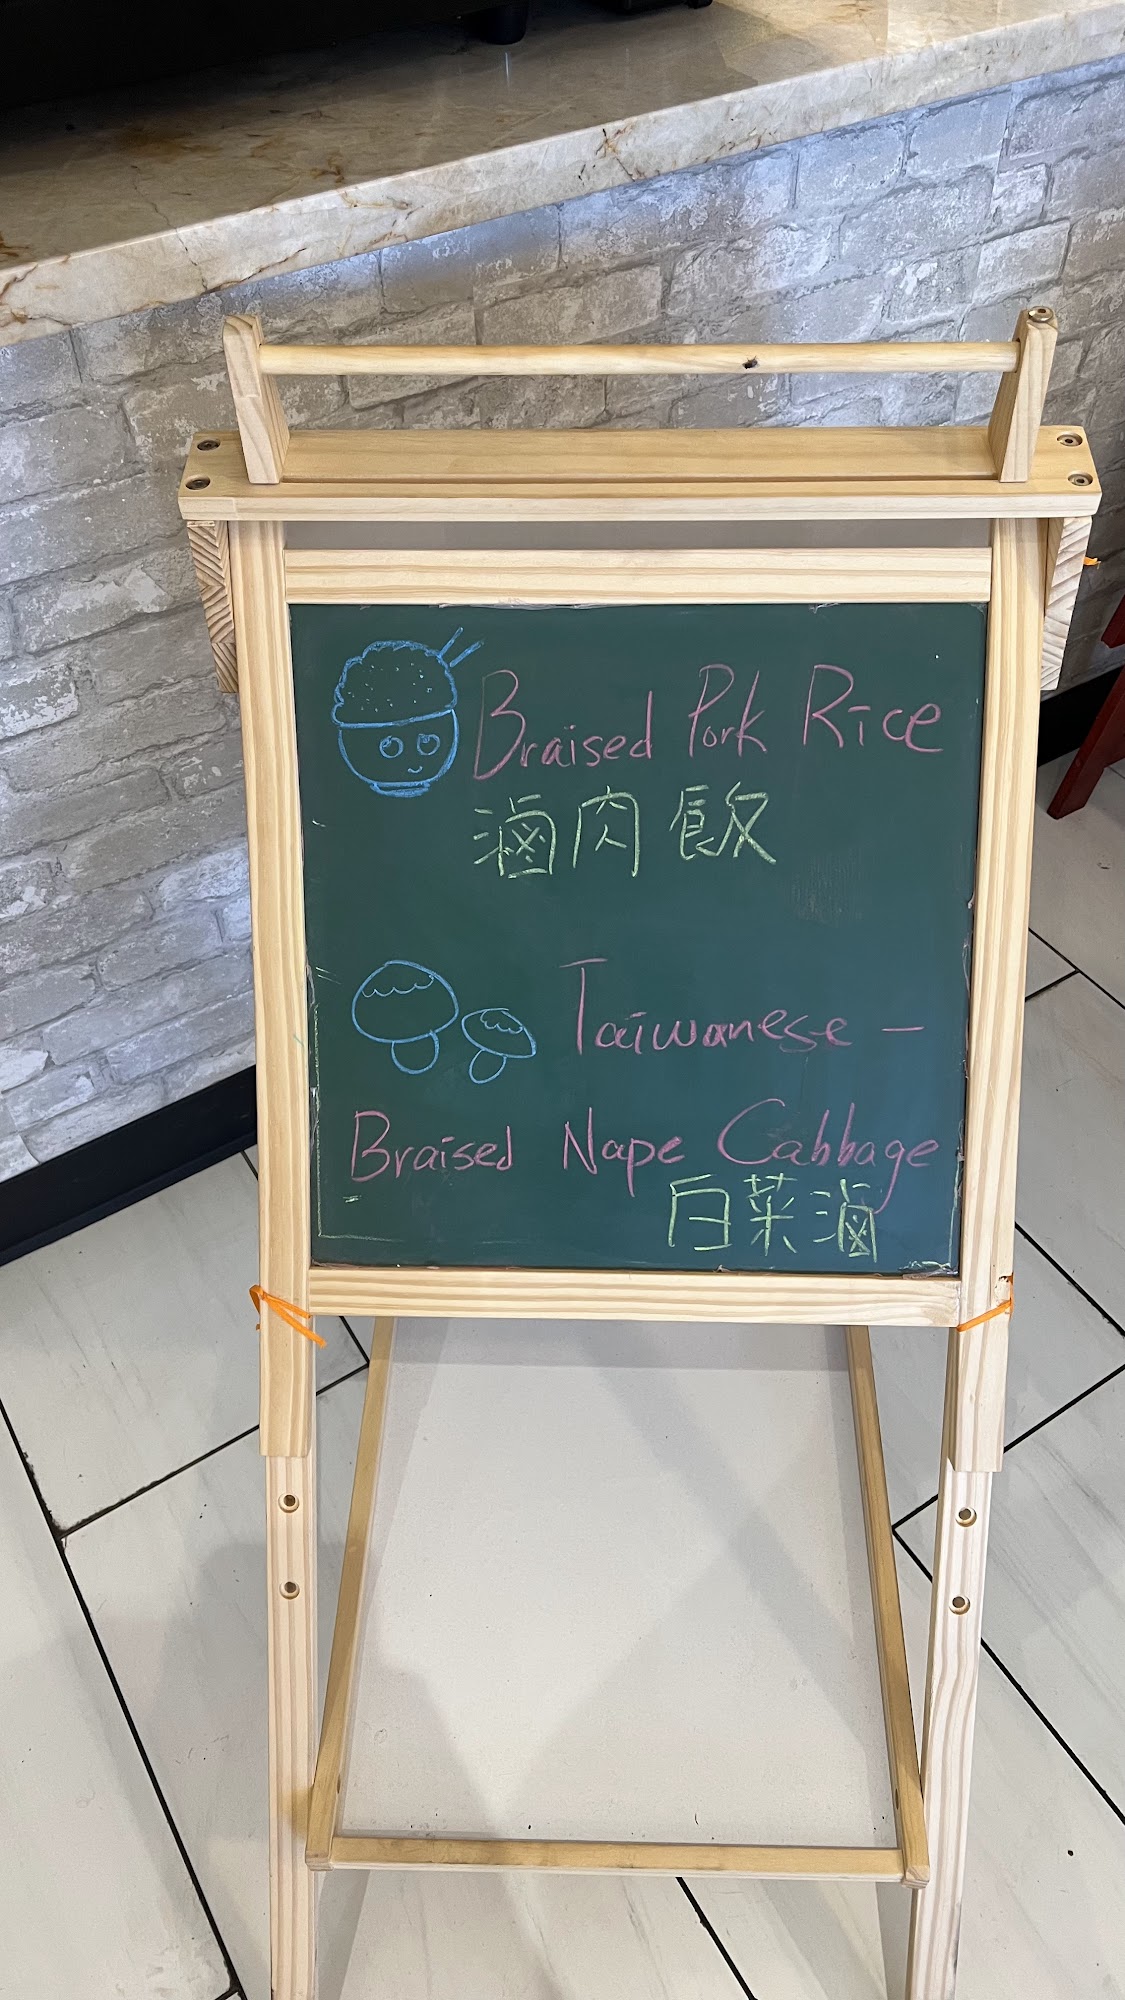 Braised Pork Rice
滷肉飯
Taiwanese -
Braised Nape Cabbage
白菜滷